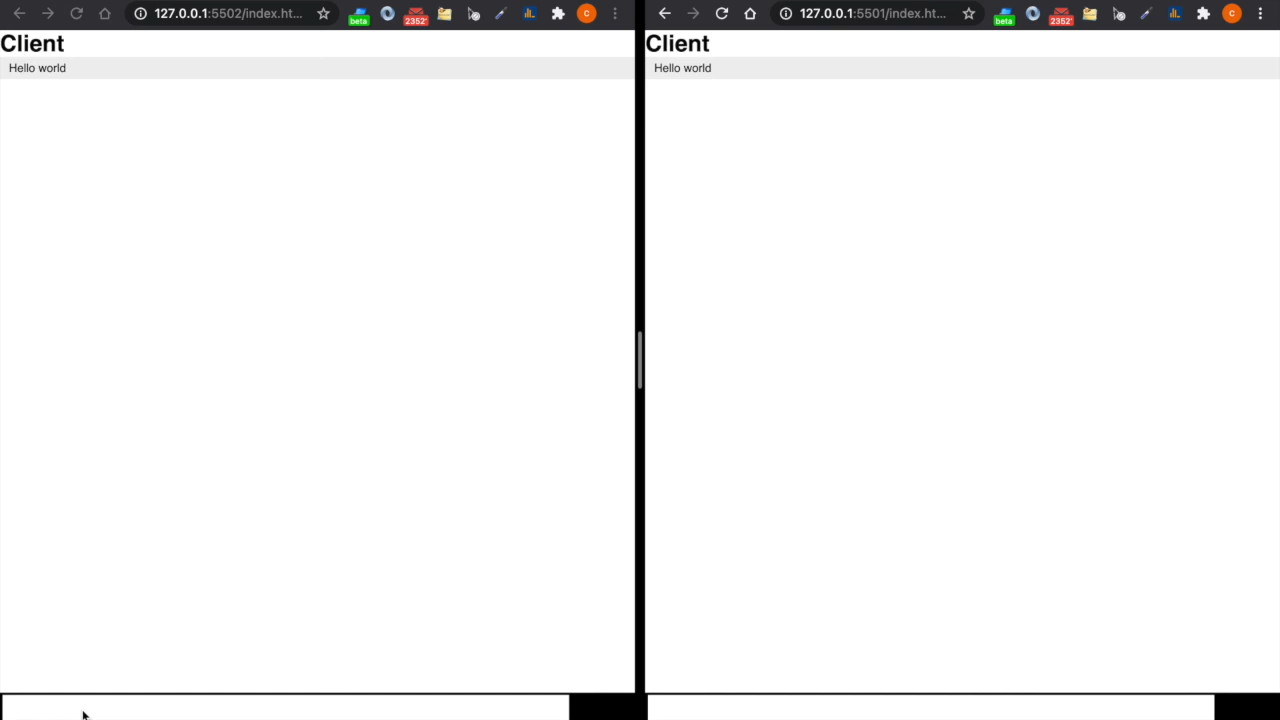 127.0.0.1:5502/index.ht...
beta
2352'
C
Client
Hello world
127.0.0.1:5501/index.ht...
beta
2352'
C
Client
Hello world